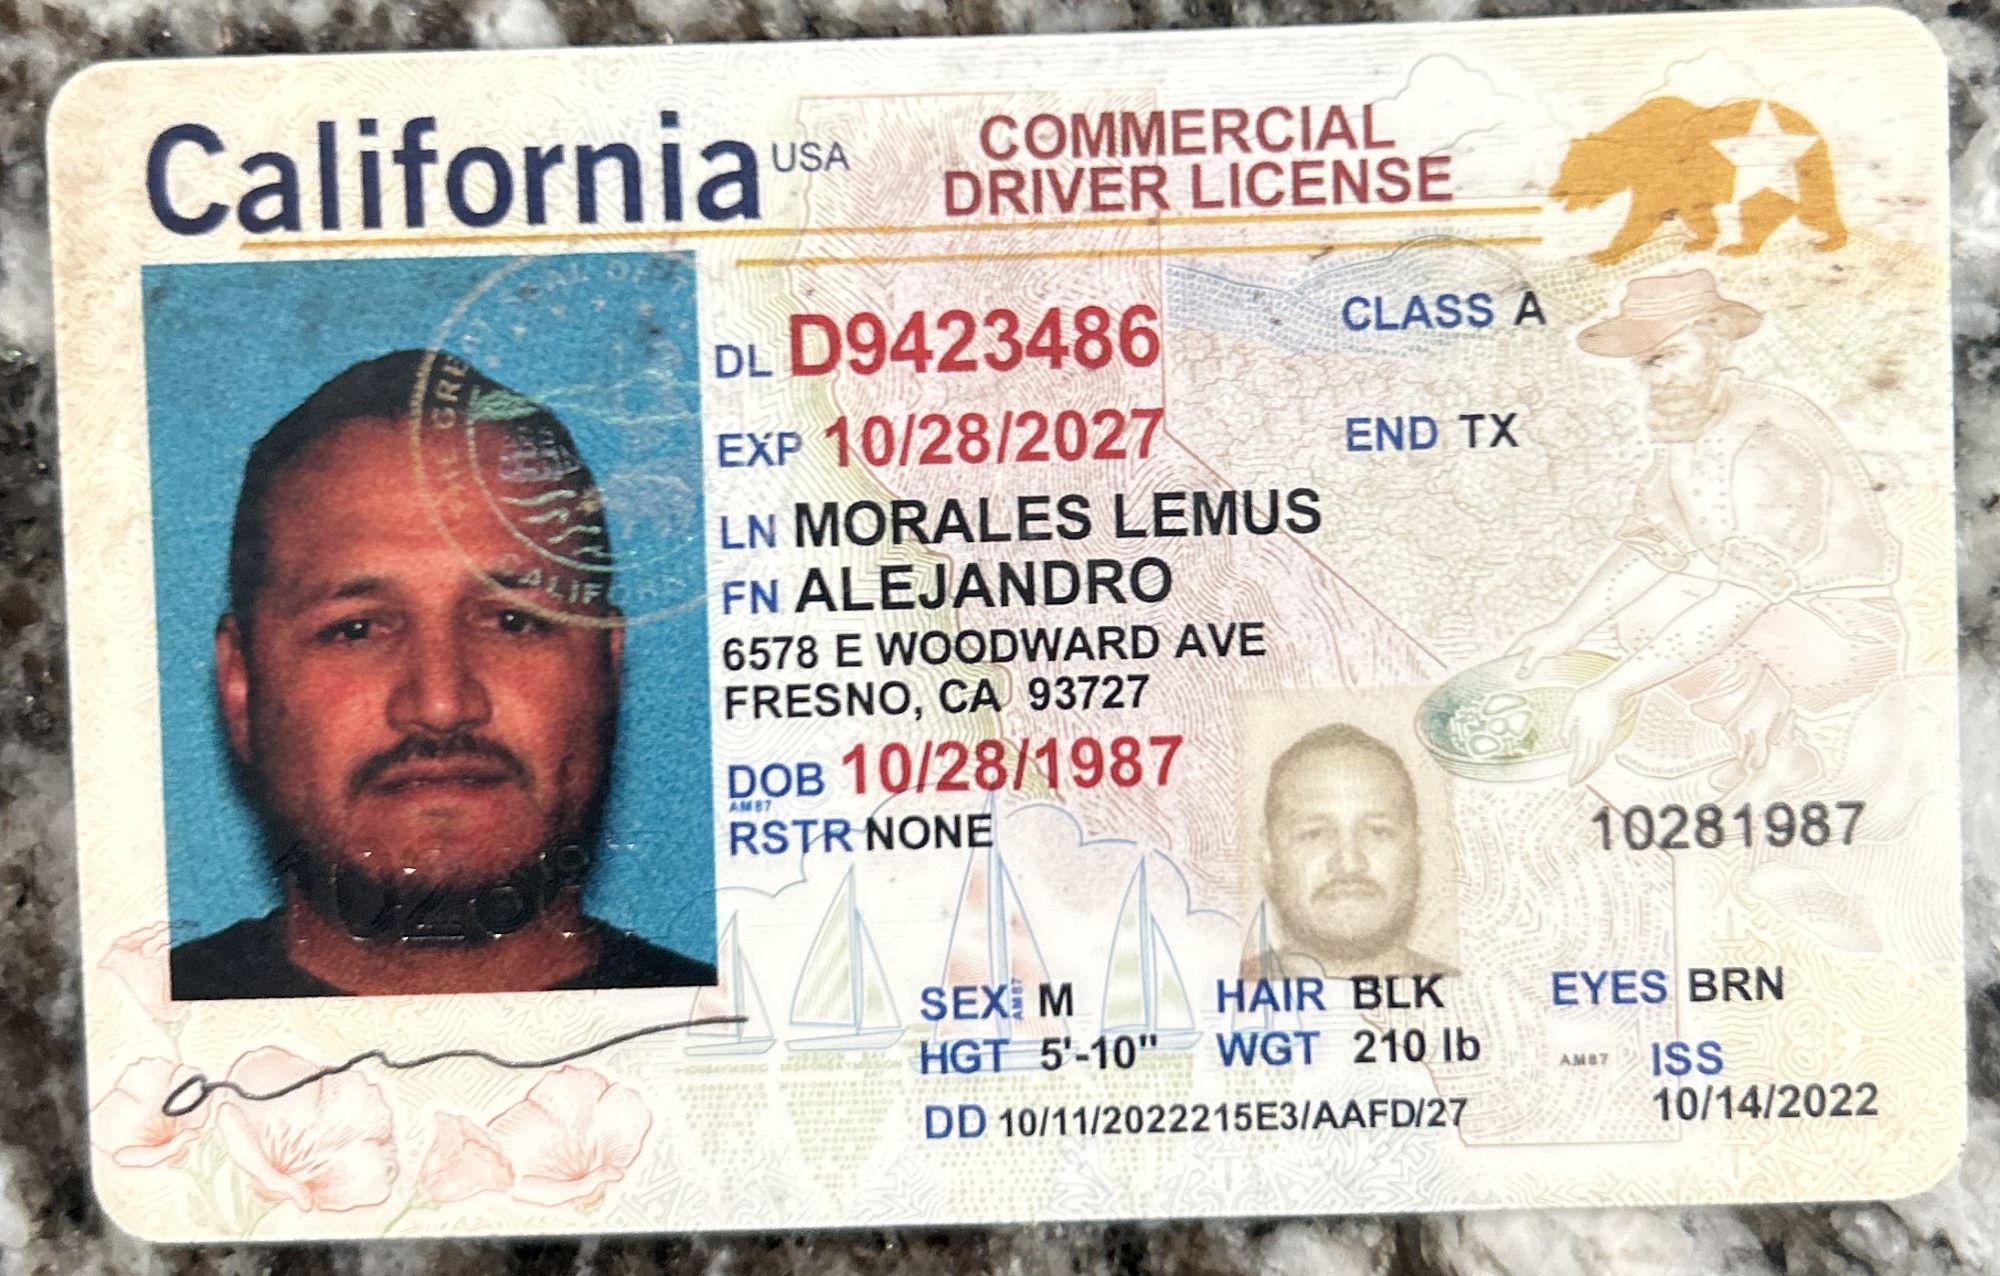 California USA
COMMERCIAL
DRIVER LICENSE
DL D9423486
CLASS A
EXP 10/28/2027
END TX
LN MORALES LEMUS
FN ALEJANDRO
6578 E WOODWARD AVE
FRESNO, CA 93727
DOB 10/28/1987
AM87
RSTR NONE
10281987
SEX M
HAIR BLK
EYES BRN
HGT 5'-10"
WGT 210 lb
AM87
ISS
10/14/2022
DD 10/11/2022215E3/AAFD/27